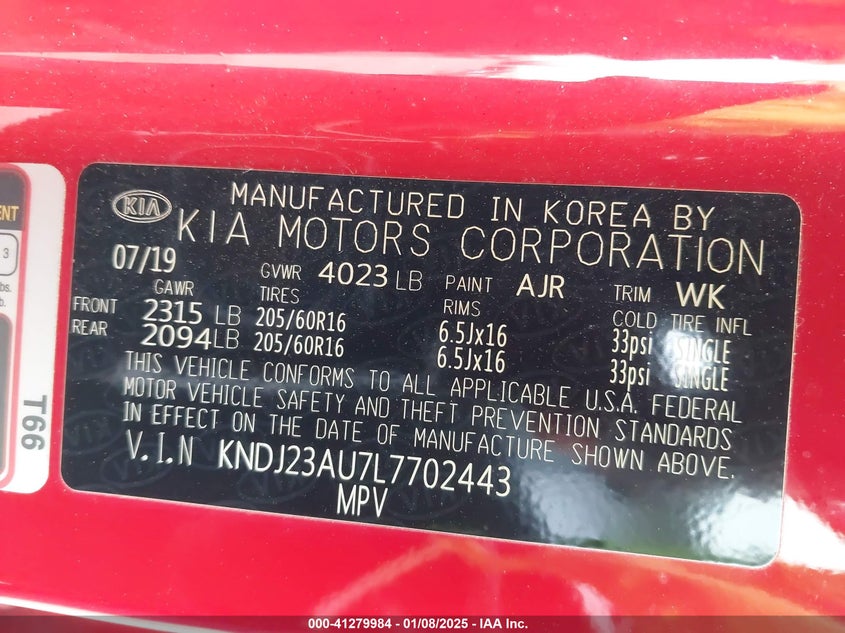 KIA
MANUFACTURED IN KOREA BY
KIA MOTORS CORPORATION
07/19 GVWR 4023 LB PAINT AJR TRIM WK
GAWR TIRES RIMS COLD TIRE INFL
FRONT 2315 LB 205/60R16 6.5Jx16 33psi SINGLE
REAR 2094 LB 205/60R16 6.5Jx16 33psi SINGLE
THIS VEHICLE CONFORMS TO ALL APPLICABLE U.S.A. FEDERAL
MOTOR VEHICLE SAFETY AND THEFT PREVENTION STANDARDS
IN EFFECT ON THE DATE OF MANUFACTURE SHOWN ABOVE.
V.I.N KNDJ23AU7L7702443
MPV
3
T66
000-41279984 - 01/08/2025 - IAA Inc.